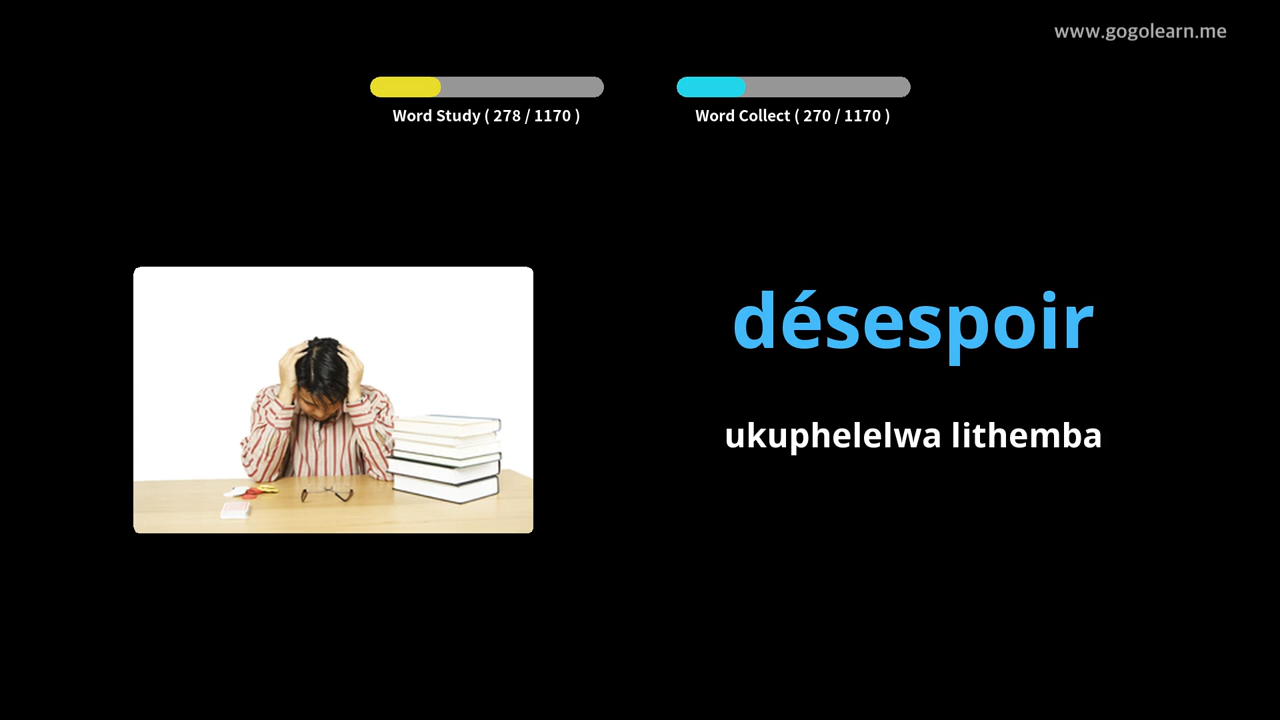 www.gogolearn.me
Word Study ( 278 / 1170 )
Word Collect ( 270 / 1170 )
désespoir
ukuphelelwa lithemba